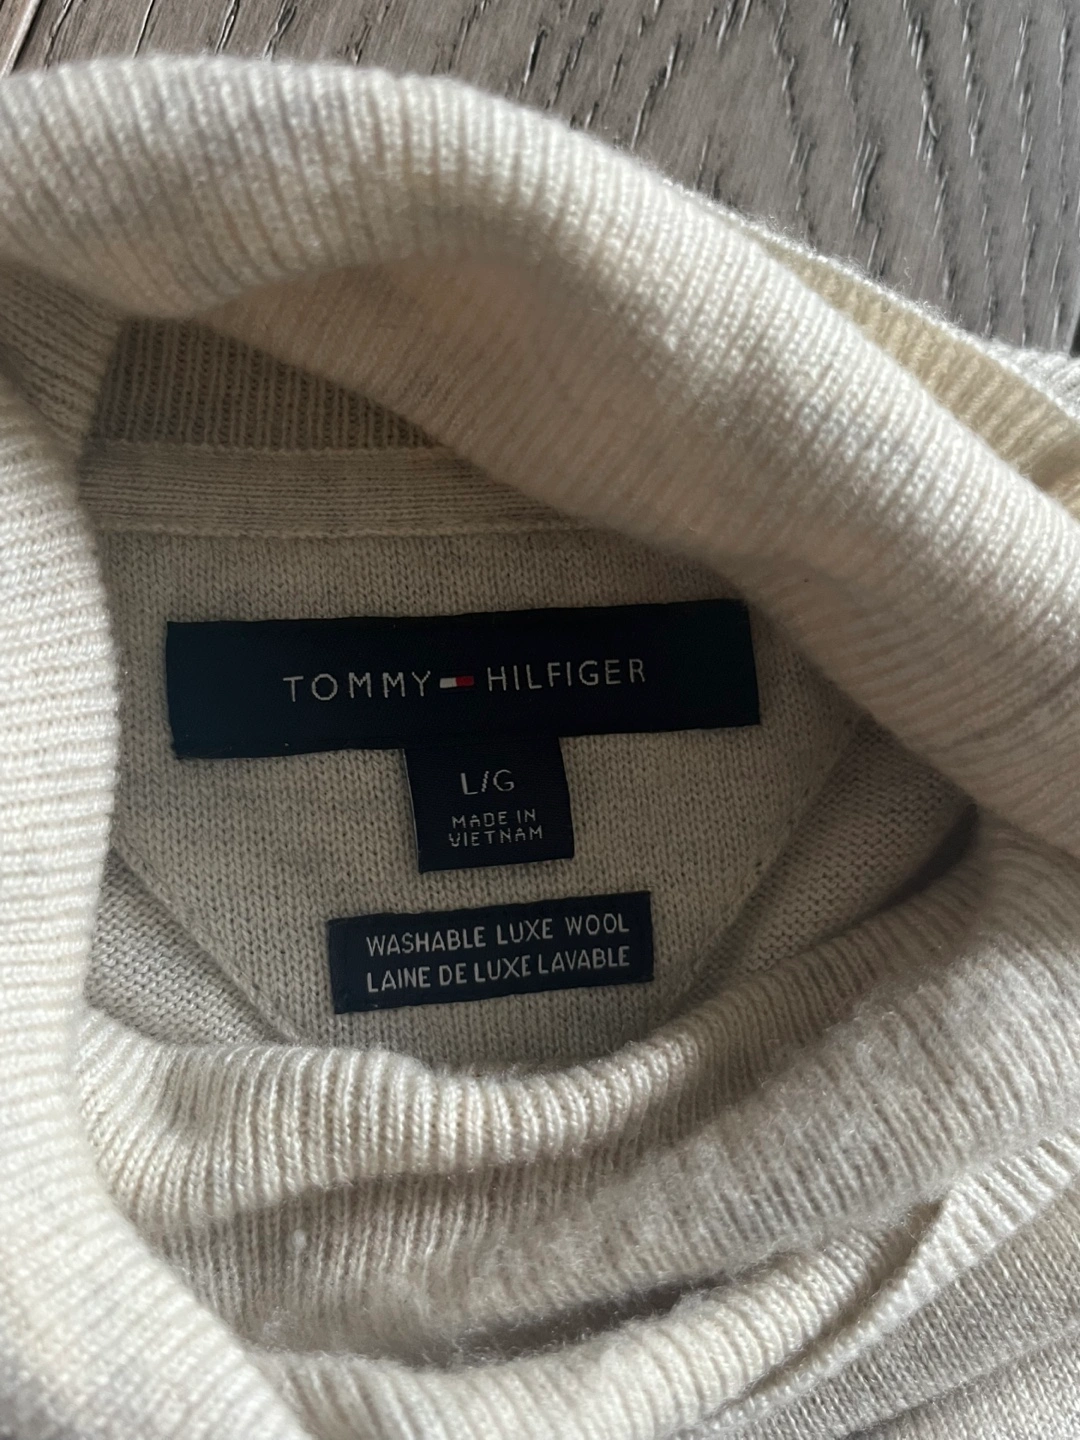 TOMMY HILFIGER
L/G
MADE IN
VIETNAM
WASHABLE LUXE WOOL
LAINE DE LUXE LAVABLE